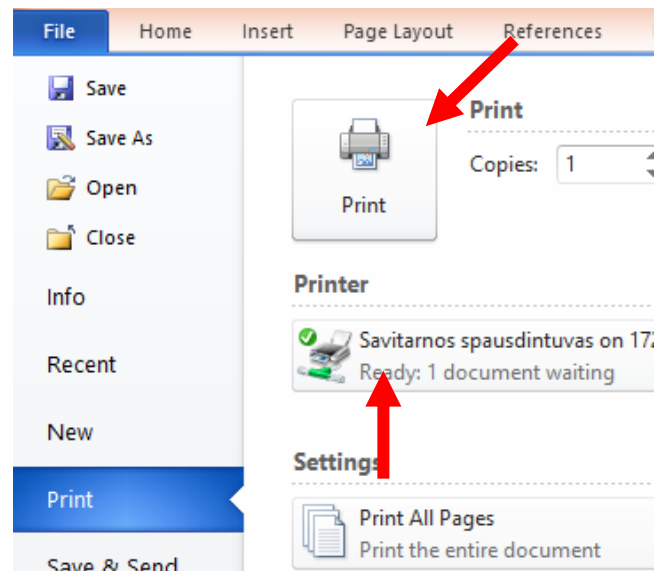 File Home Insert Page Layout References
Save
Save As
Open
Close
Info
Recent
New
Print
Save & Send
Print
Print
Copies: 1
Printer
Savitarnos spausdintuvas on 172
Ready: 1 document waiting
Settings
Print All Pages
Print the entire document